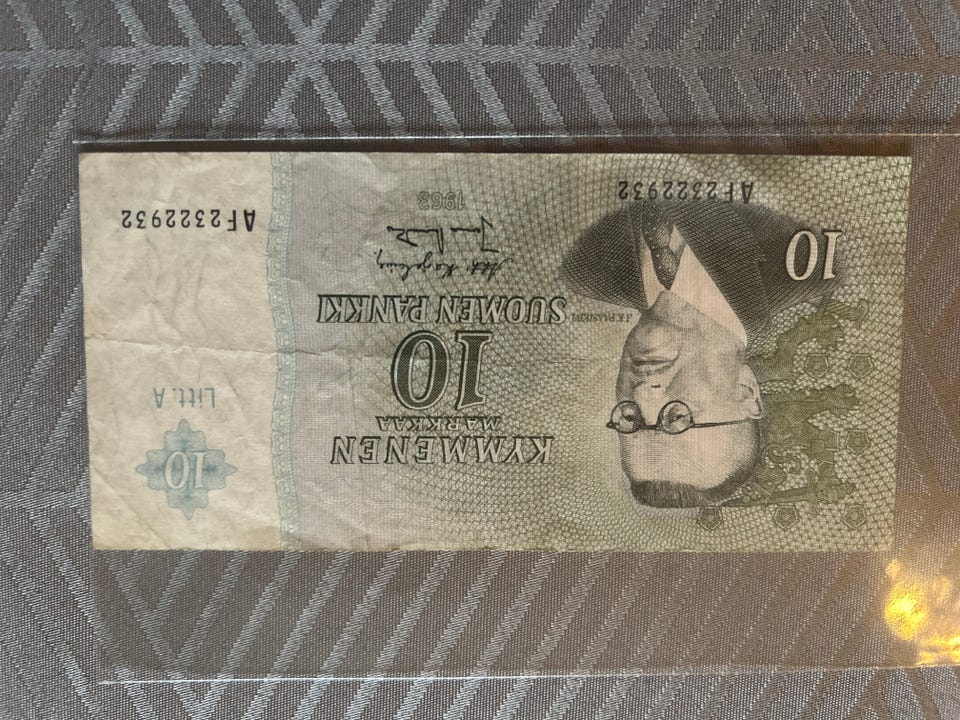 KYMMENEN
MARKKAA
10
J.K.PAASIKIVI
SUOMEN PANKKI
1963
10
AF2322932
10
Litt. A
AF2322932